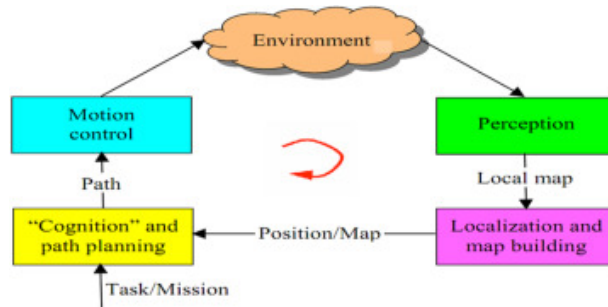 Environment
Motion
control
Perception
Path
Local map
"Cognition" and
path planning
Position/Map
Localization and
map building
Task/Mission